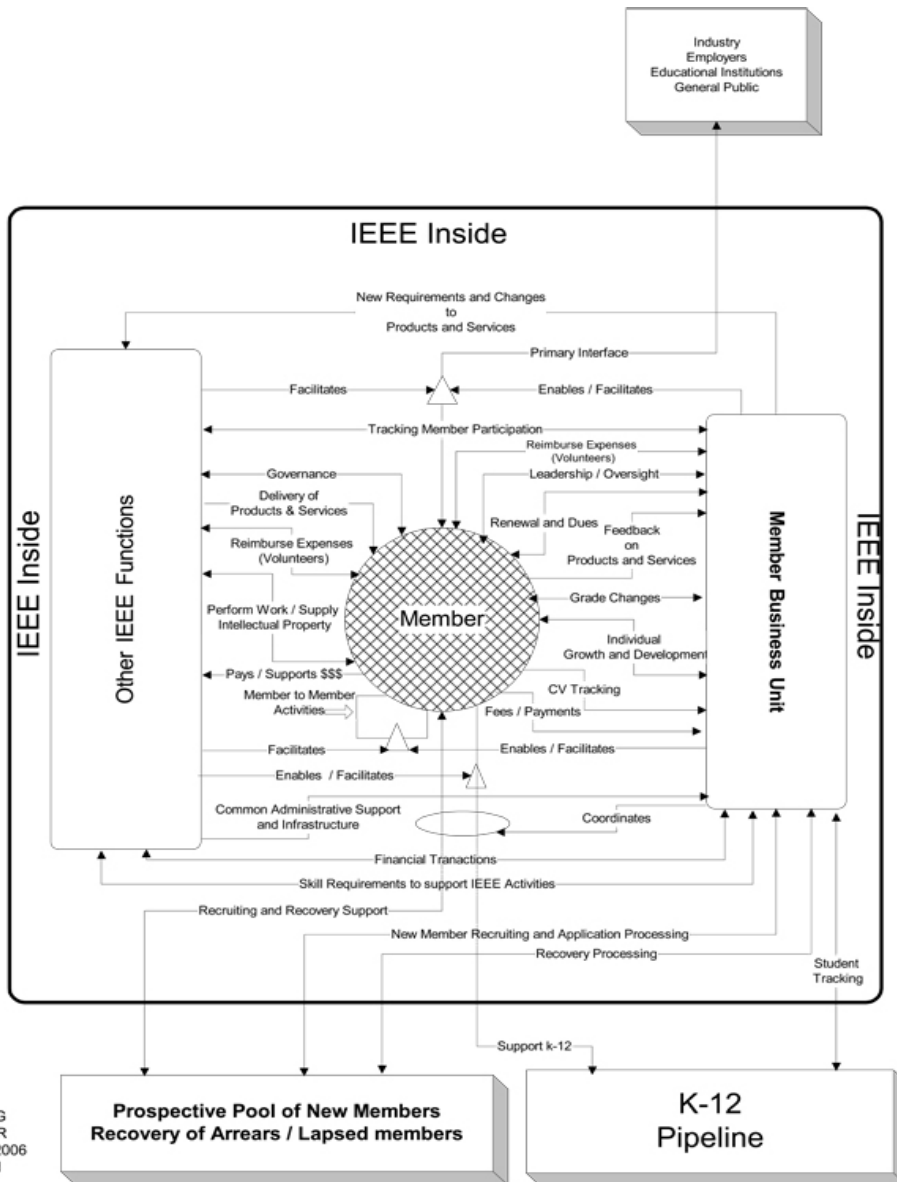 Industry
Employers
Educational Institutions
General Public
IEEE Inside
New Requirements and Changes
to
Products and Services
Primary Interface
Facilitates
Enables / Facilitates
Tracking Member Participation
Reimburse Expenses
(Volunteers)
Governance
Leadership / Oversight
Delivery of
Products & Services
Renewal and Dues
Feedback
on
Products and Services
Reimburse Expenses
(Volunteers)
IEEE Inside
Other IEEE Functions
Member Business Unit
IEEE Inside
Grade Changes
Perform Work / Supply
Intellectual Property
Member
Individual
Growth and Development
Pays / Supports $$$
CV Tracking
Member to Member
Activities
Fees / Payments
Facilitates
Enables / Facilitates
Enables / Facilitates
Common Administrative Support
and Infrastructure
Coordinates
Financial Tranactions
Skill Requirements to support IEEE Activities
Recruiting and Recovery Support
New Member Recruiting and Application Processing
Recovery Processing
Student
Tracking
Support k-12
Prospective Pool of New Members
Recovery of Arrears / Lapsed members
K-12
Pipeline